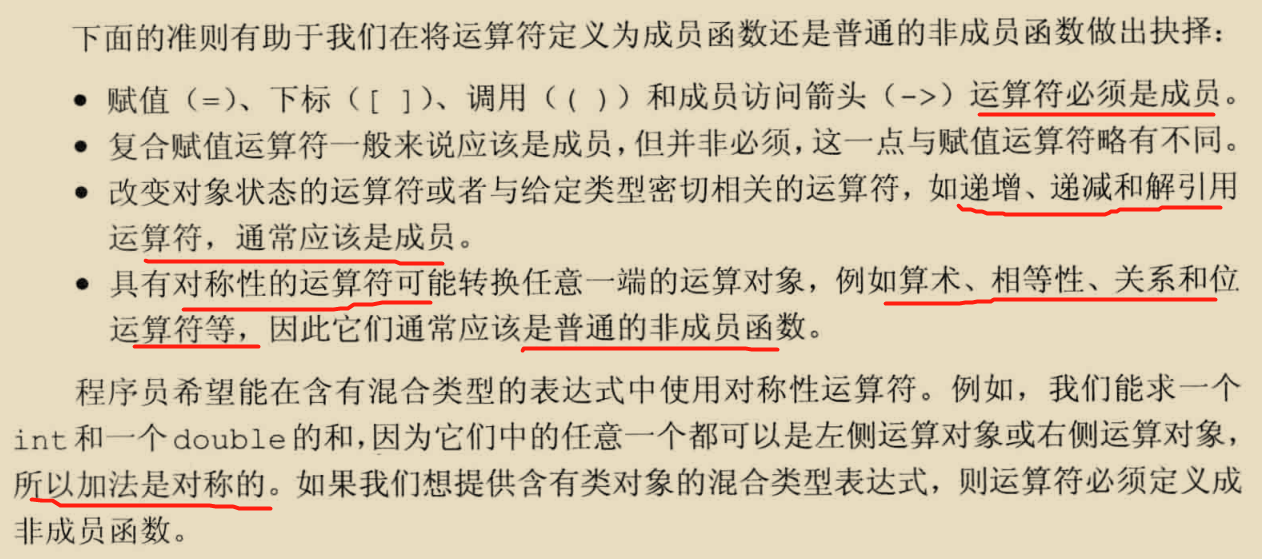 下面的准则有助于我们在将运算符定义为成员函数还是普通的非成员函数做出抉择：
● 赋值（=）、下标（[ ]）、调用（( )）和成员访问箭头（->）运算符必须是成员。
● 复合赋值运算符一般来说应该是成员，但并非必须，这一点与赋值运算符略有不同。
● 改变对象状态的运算符或者与给定类型密切相关的运算符，如递增、递减和解引用
运算符，通常应该是成员。
● 具有对称性的运算符可能转换任意一端的运算对象，例如算术、相等性、关系和位
运算符等，因此它们通常应该是普通的非成员函数。
程序员希望能在含有混合类型的表达式中使用对称性运算符。例如，我们能求一个
int和一个double的和，因为它们中的任意一个都可以是左侧运算对象或右侧运算对象，
所以加法是对称的。如果我们想提供含有类对象的混合类型表达式，则运算符必须定义成
非成员函数。